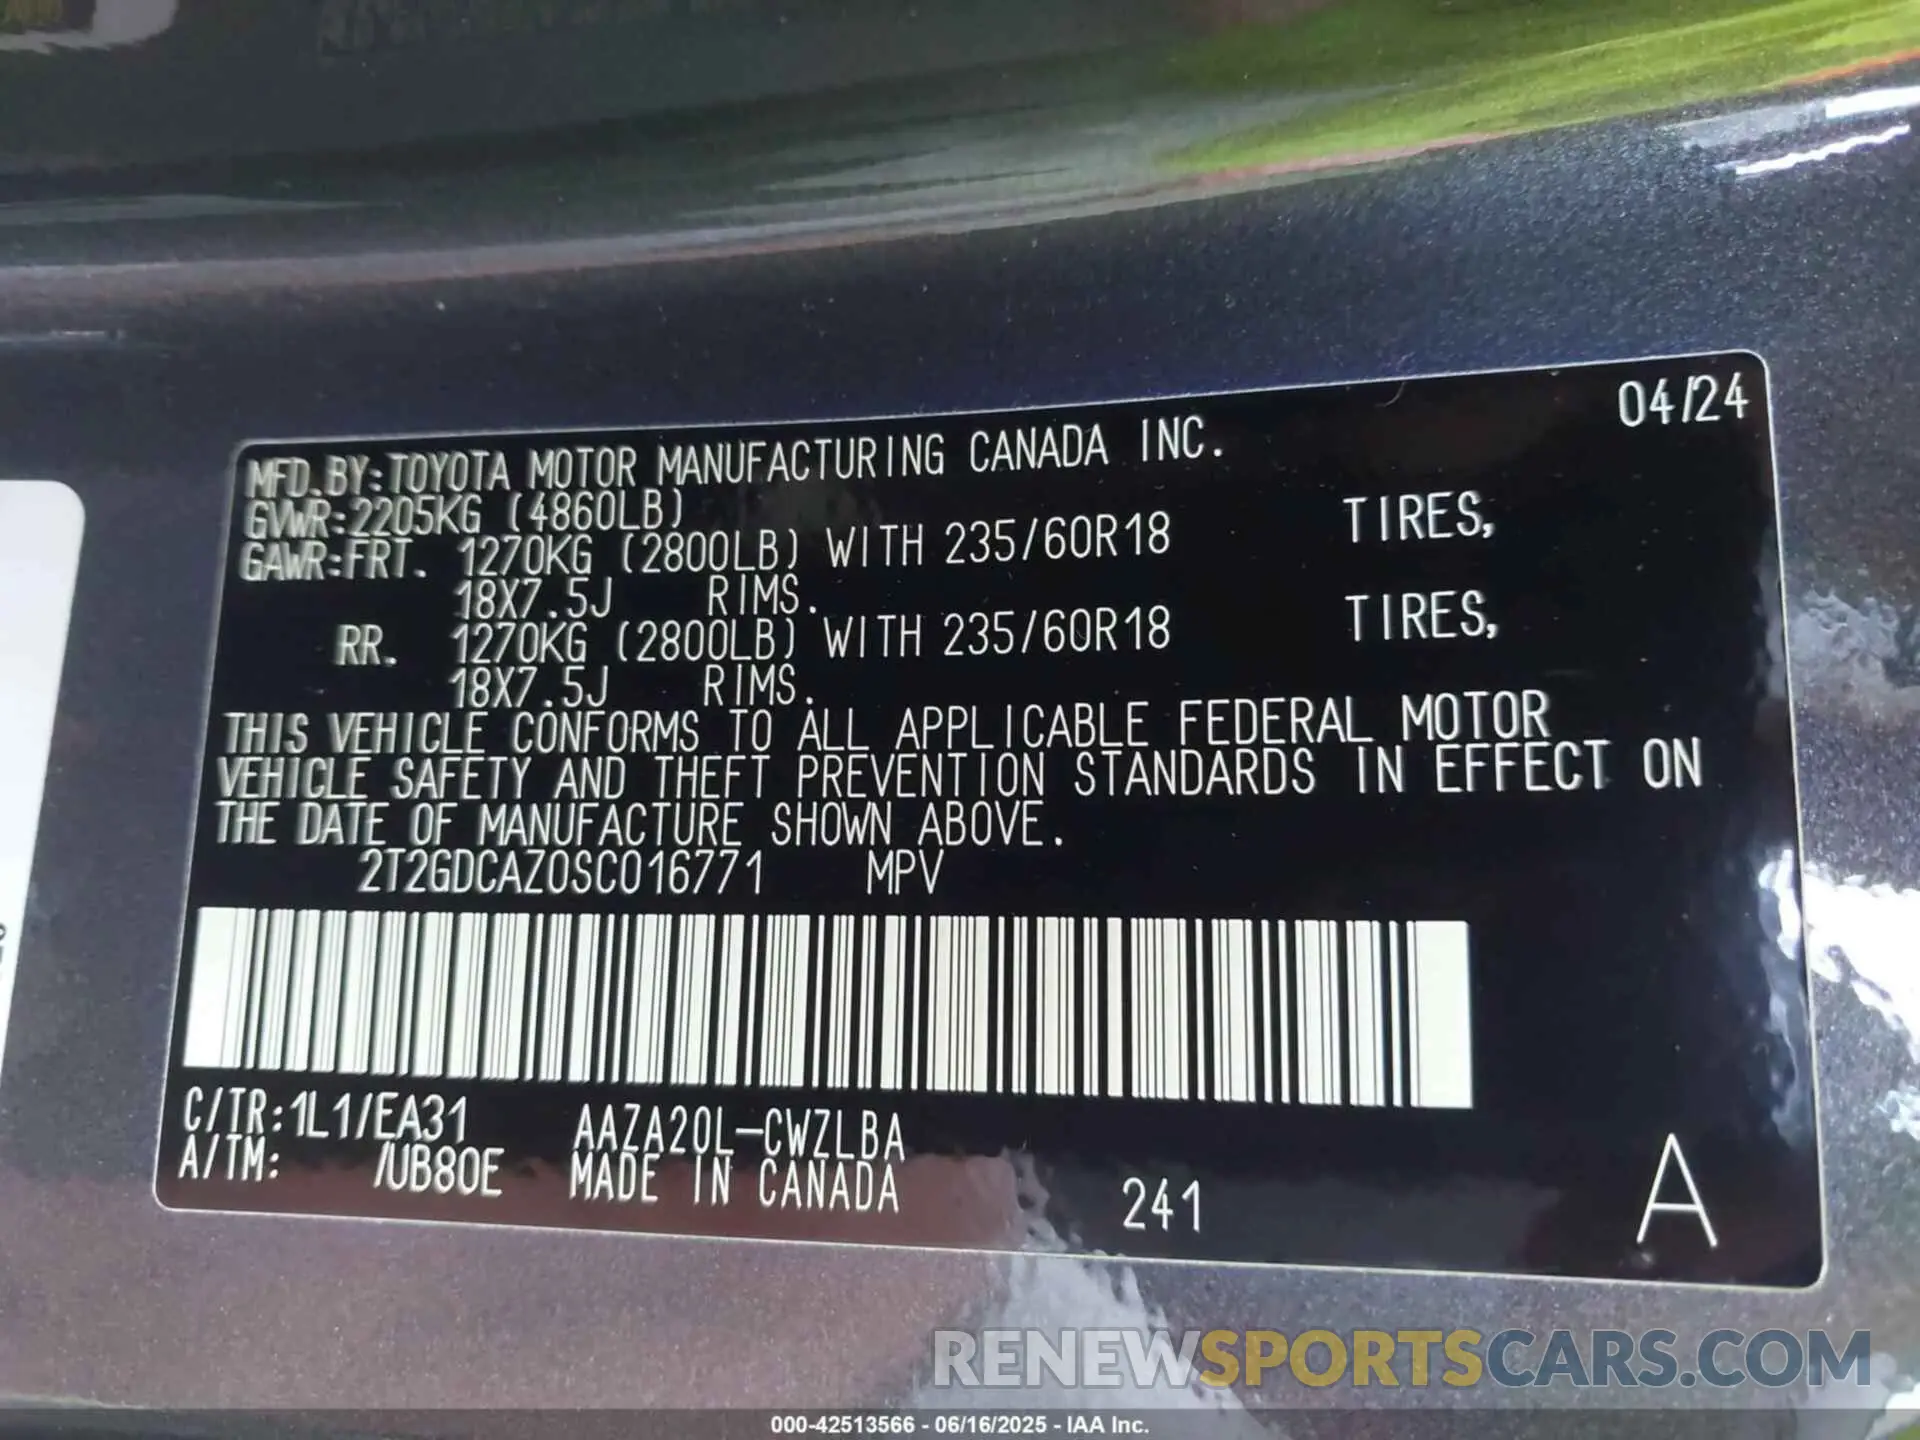 04/24
MFD.BY:TOYOTA MOTOR MANUFACTURING CANADA INC.
GVWR:2205KG (4860LB)
GAWR:FRT. 1270KG (2800LB) WITH 235/60R18 TIRES,
18X7.5J RIMS.
RR. 1270KG (2800LB) WITH 235/60R18 TIRES,
18X7.5J RIMS.
THIS VEHICLE CONFORMS TO ALL APPLICABLE FEDERAL MOTOR
VEHICLE SAFETY AND THEFT PREVENTION STANDARDS IN EFFECT ON
THE DATE OF MANUFACTURE SHOWN ABOVE.
2T2GDCAZ0SC016771 MPV
C/TR:1L1/EA31 AAZA20L-CWZLBA
A/TM: /UB80E MADE IN CANADA
241 A
RENEWSPORTSCARS.COM
000-42513566 - 06/16/2025 - IAA Inc.